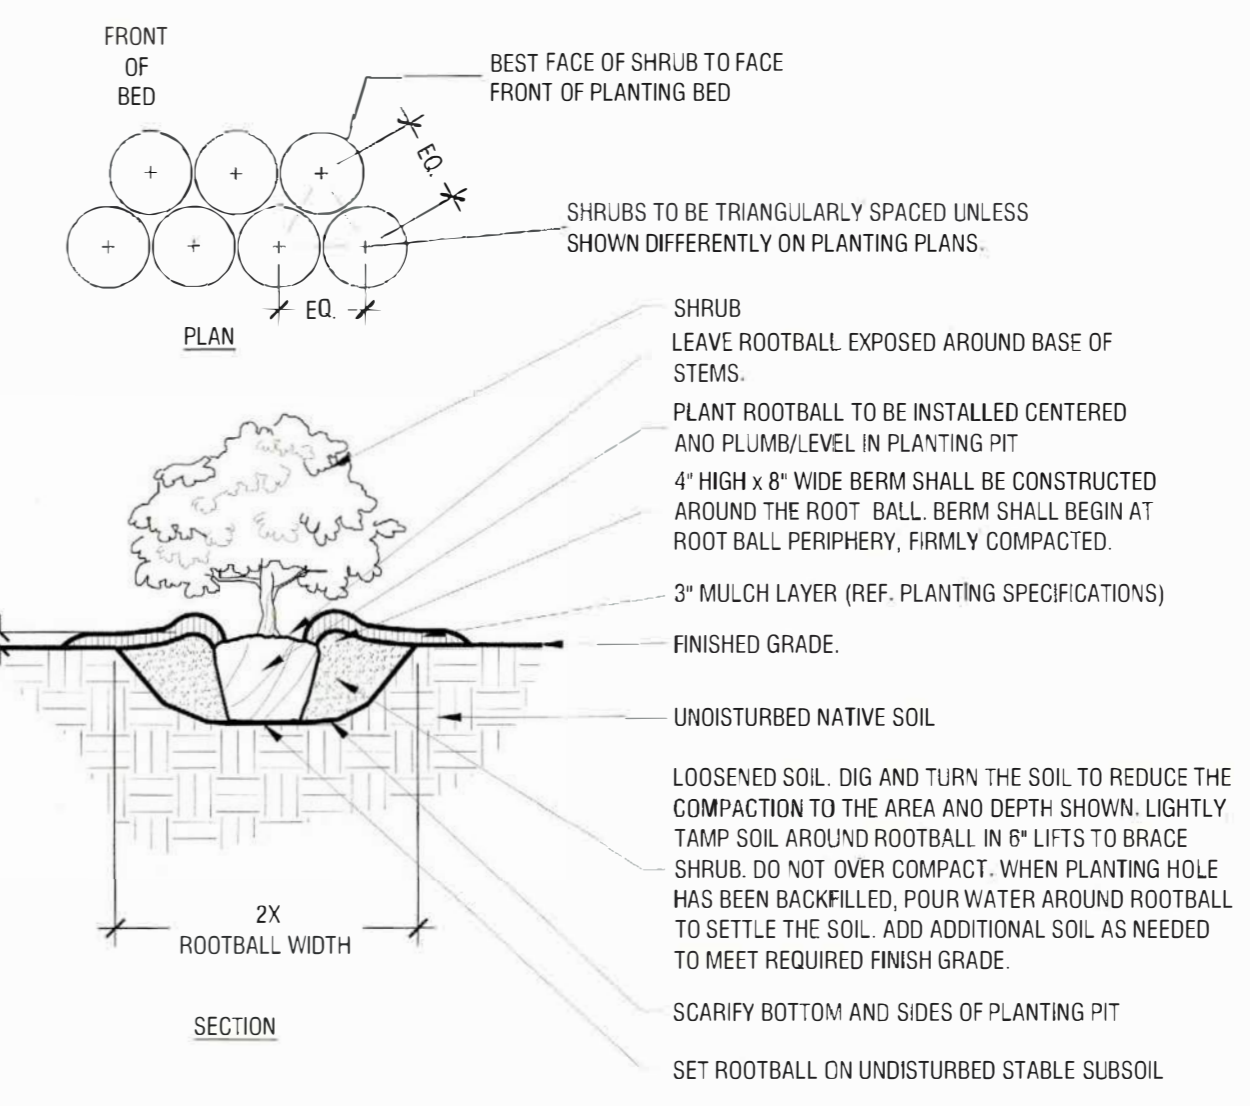 FRONT
OF
BED
BEST FACE OF SHRUB TO FACE
FRONT OF PLANTING BED
EQ.
SHRUBS TO BE TRIANGULARLY SPACED UNLESS
SHOWN DIFFERENTLY ON PLANTING PLANS.
EQ.
PLAN
SHRUB
LEAVE ROOTBALL EXPOSED AROUND BASE OF
STEMS.
PLANT ROOTBALL TO BE INSTALLED CENTERED
ANO PLUMB/LEVEL IN PLANTING PIT
4" HIGH x 8" WIDE BERM SHALL BE CONSTRUCTED
AROUND THE ROOT BALL. BERM SHALL BEGIN AT
ROOT BALL PERIPHERY, FIRMLY COMPACTED.
3" MULCH LAYER (REF. PLANTING SPECIFICATIONS)
FINISHED GRADE.
UNOISTURBED NATIVE SOIL
LOOSENED SOIL. DIG AND TURN THE SOIL TO REDUCE THE
COMPACTION TO THE AREA ANO DEPTH SHOWN. LIGHTLY
TAMP SOIL AROUND ROOTBALL IN 6" LIFTS TO BRACE
SHRUB. DO NOT OVER COMPACT. WHEN PLANTING HOLE
HAS BEEN BACKFILLED, POUR WATER AROUND ROOTBALL
TO SETTLE THE SOIL. ADD ADDITIONAL SOIL AS NEEDED
TO MEET REQUIRED FINISH GRADE.
2X
ROOTBALL WIDTH
SCARIFY BOTTOM AND SIDES OF PLANTING PIT
SECTION
SET ROOTBALL ON UNDISTURBED STABLE SUBSOIL